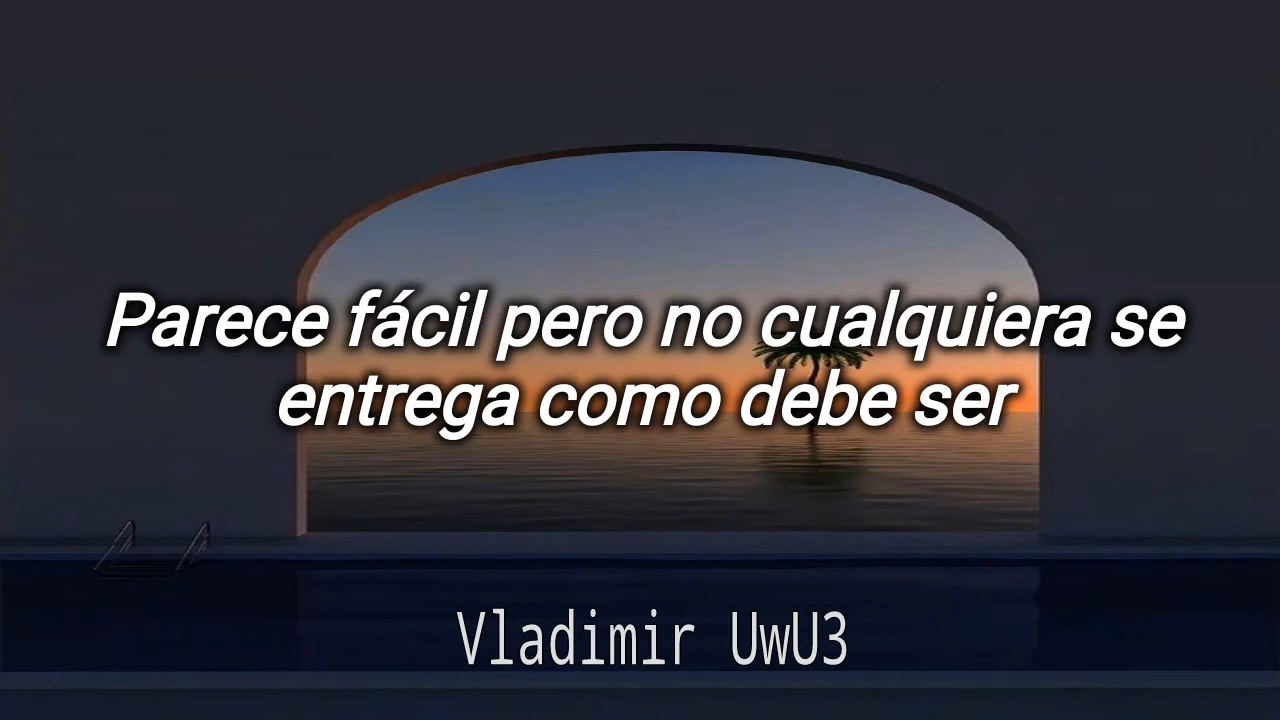 Parece fácil pero no cualquiera se
entrega como debe ser
Vladimir UwU3